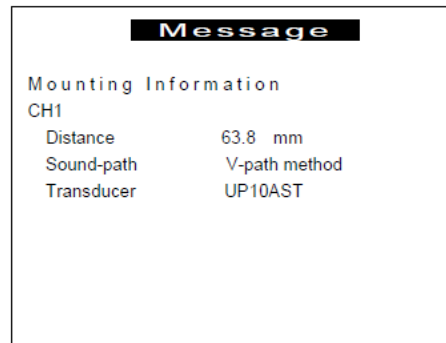 Message
Mounting Information
CH1
Distance 63.8 mm
Sound-path V-path method
Transducer UP10AST